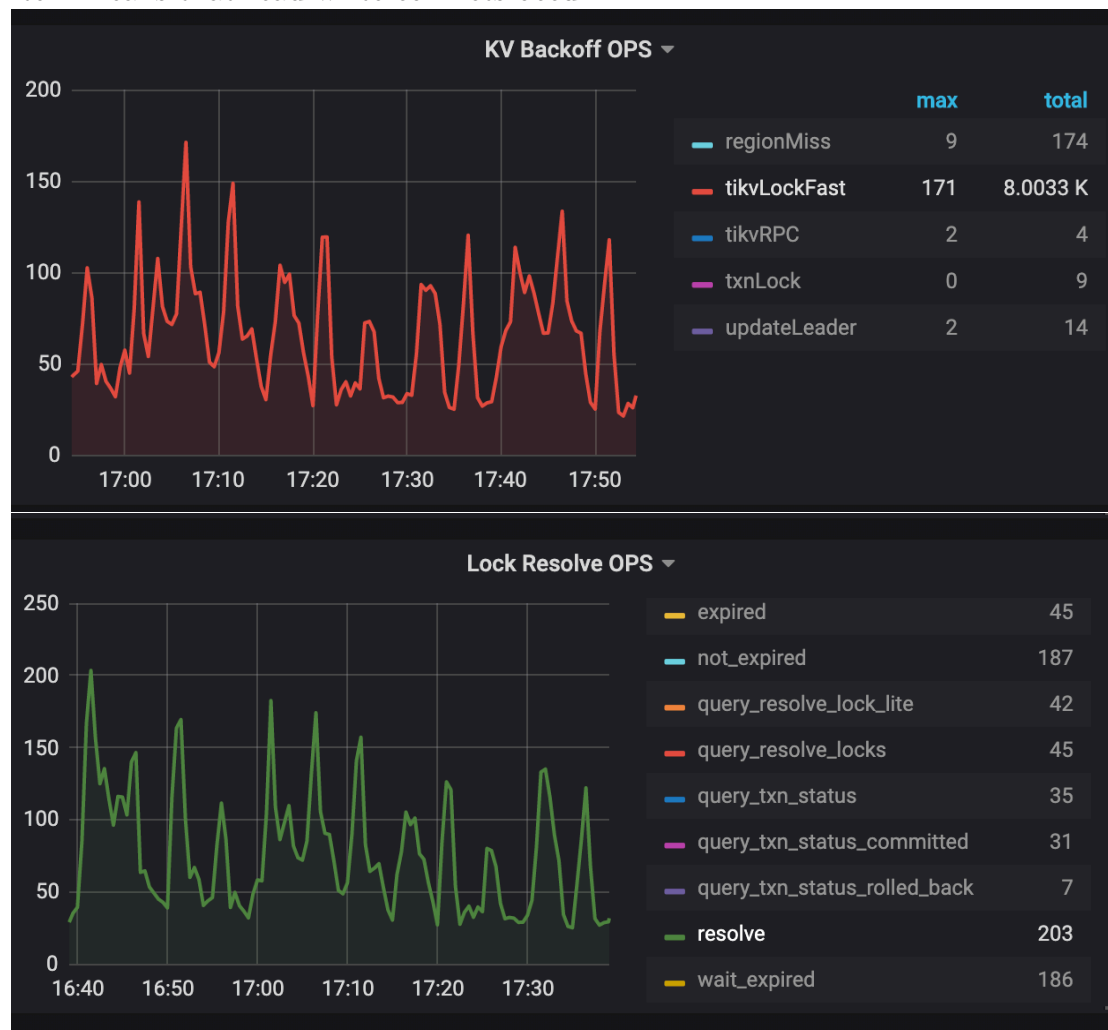 KV Backoff OPS
200
150
100
50
0
17:00 17:10 17:20 17:30 17:40 17:50
max total
regionMiss 9 174
tikvLockFast 171 8.0033 K
tikvRPC 2 4
txnLock 0 9
updateLeader 2 14
Lock Resolve OPS
250
200
150
100
50
0
16:40 16:50 17:00 17:10 17:20 17:30
expired 45
not_expired 187
query_resolve_lock_lite 42
query_resolve_locks 45
query_txn_status 35
query_txn_status_committed 31
query_txn_status_rolled_back 7
resolve 203
wait_expired 186